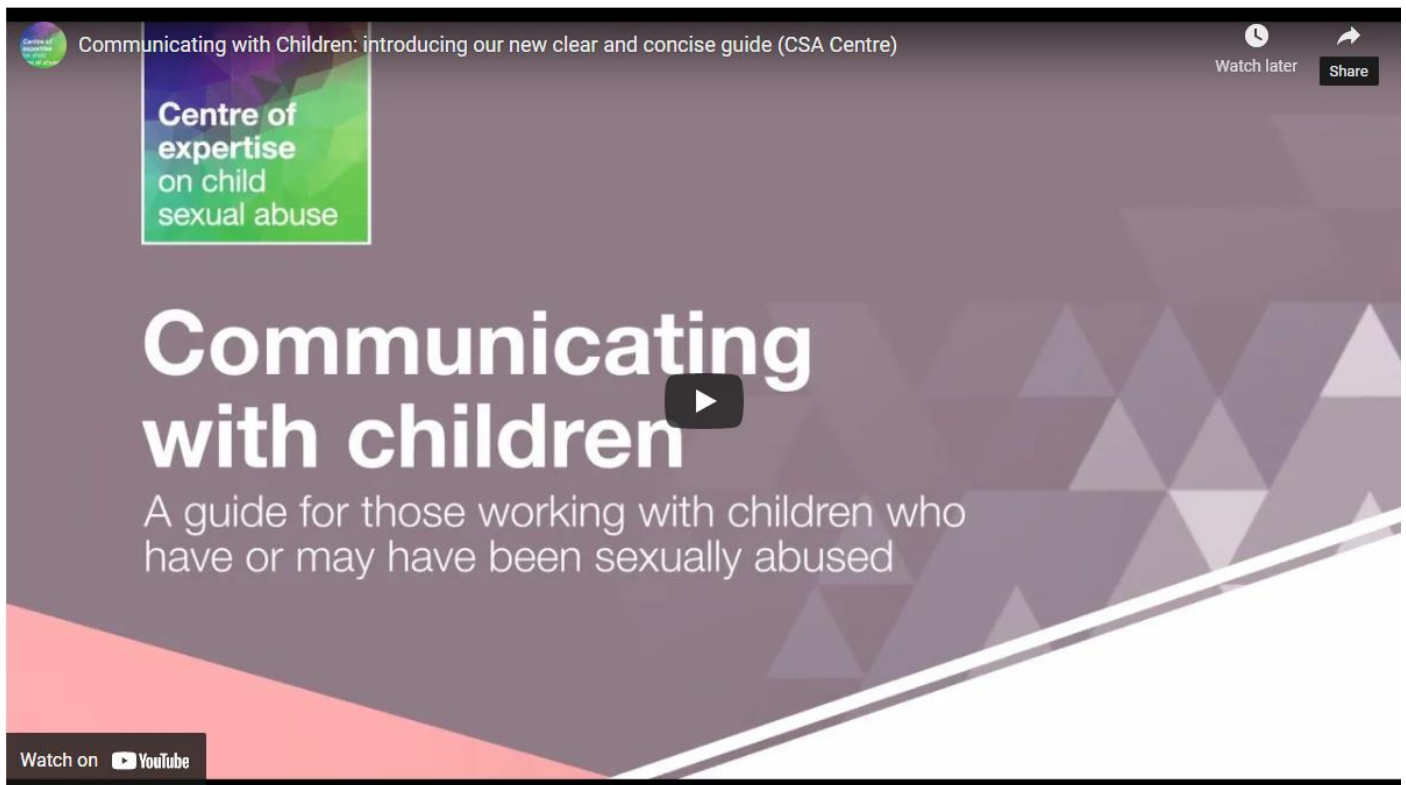 Communicating with Children: introducing our new clear and concise guide (CSA Centre)
Watch later
Share
Centre of
expertise
on child
sexual abuse
Communicating
with children
A guide for those working with children who
have or may have been sexually abused
Watch on YouTube